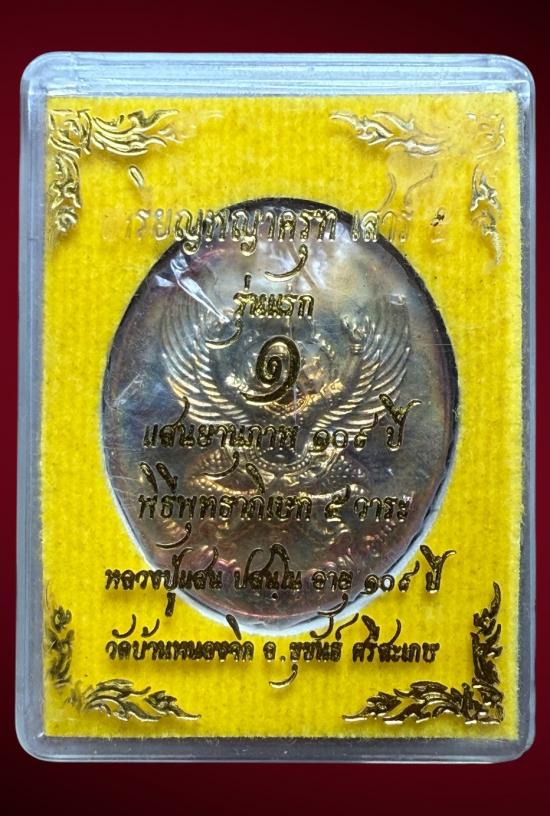 เหรียญพญาครุฑ เสาร์ ๕
รุ่นแรก
๑
แสนยานุภาพ ๑๐๙ ปี
พิธีพุทธาภิเษก ๕ วาระ
หลวงปู่แสน ปสนฺโน อายุ ๑๐๙ ปี
วัดบ้านหนองจิก อ.ขุขันธ์ ศรีสะเกษ